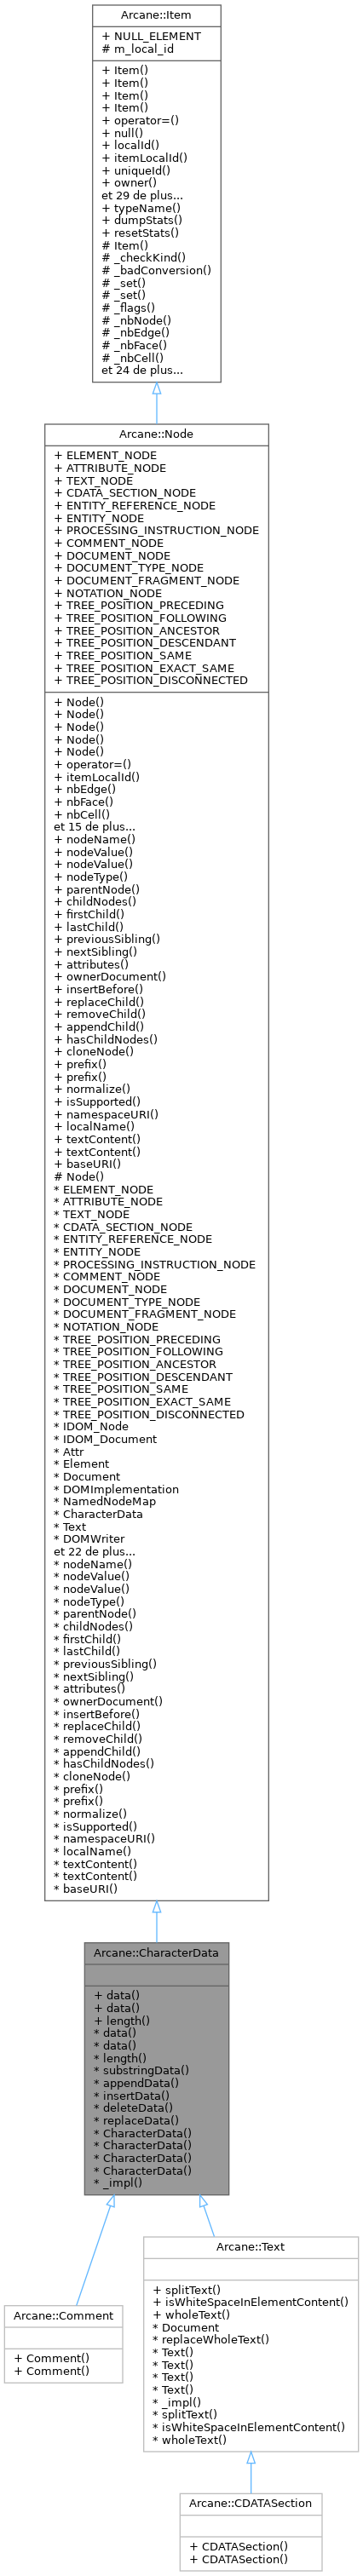 Arcane::Item
+ NULL_ELEMENT
# m_local_id
+ Item()
+ Item()
+ Item()
+ Item()
+ operator=()
+ null()
+ localId()
+ itemLocalId()
+ uniqueId()
+ owner()
et 29 de plus...
+ typeName()
+ dumpStats()
+ resetStats()
# Item()
# _checkKind()
# _badConversion()
# _set()
# _set()
# _flags()
# _nbNode()
# _nbEdge()
# _nbFace()
# _nbCell()
et 24 de plus...
Arcane::Node
+ ELEMENT_NODE
+ ATTRIBUTE_NODE
+ TEXT_NODE
+ CDATA_SECTION_NODE
+ ENTITY_REFERENCE_NODE
+ ENTITY_NODE
+ PROCESSING_INSTRUCTION_NODE
+ COMMENT_NODE
+ DOCUMENT_NODE
+ DOCUMENT_TYPE_NODE
+ DOCUMENT_FRAGMENT_NODE
+ NOTATION_NODE
+ TREE_POSITION_PRECEDING
+ TREE_POSITION_FOLLOWING
+ TREE_POSITION_ANCESTOR
+ TREE_POSITION_DESCENDANT
+ TREE_POSITION_SAME
+ TREE_POSITION_EXACT_SAME
+ TREE_POSITION_DISCONNECTED
+ Node()
+ Node()
+ Node()
+ Node()
+ Node()
+ operator=()
+ itemLocalId()
+ nbEdge()
+ nbFace()
+ nbCell()
et 15 de plus...
+ nodeName()
+ nodeValue()
+ nodeValue()
+ nodeType()
+ parentNode()
+ childNodes()
+ firstChild()
+ lastChild()
+ previousSibling()
+ nextSibling()
+ attributes()
+ ownerDocument()
+ insertBefore()
+ replaceChild()
+ removeChild()
+ appendChild()
+ hasChildNodes()
+ cloneNode()
+ prefix()
+ prefix()
+ normalize()
+ isSupported()
+ namespaceURI()
+ localName()
+ textContent()
+ textContent()
+ baseURI()
# Node()
* ELEMENT_NODE
* ATTRIBUTE_NODE
* TEXT_NODE
* CDATA_SECTION_NODE
* ENTITY_REFERENCE_NODE
* ENTITY_NODE
* PROCESSING_INSTRUCTION_NODE
* COMMENT_NODE
* DOCUMENT_NODE
* DOCUMENT_TYPE_NODE
* DOCUMENT_FRAGMENT_NODE
* NOTATION_NODE
* TREE_POSITION_PRECEDING
* TREE_POSITION_FOLLOWING
* TREE_POSITION_ANCESTOR
* TREE_POSITION_DESCENDANT
* TREE_POSITION_SAME
* TREE_POSITION_EXACT_SAME
* TREE_POSITION_DISCONNECTED
* IDOM_Node
* IDOM_Document
* Attr
* Element
* Document
* DOMImplementation
* NamedNodeMap
* CharacterData
* Text
* DOMWriter
et 22 de plus...
* nodeName()
* nodeValue()
* nodeValue()
* nodeType()
* parentNode()
* childNodes()
* firstChild()
* lastChild()
* previousSibling()
* nextSibling()
* attributes()
* ownerDocument()
* insertBefore()
* replaceChild()
* removeChild()
* appendChild()
* hasChildNodes()
* cloneNode()
* prefix()
* prefix()
* normalize()
* isSupported()
* namespaceURI()
* localName()
* textContent()
* textContent()
* baseURI()
Arcane::CharacterData
+ data()
+ data()
+ length()
* data()
* data()
* length()
* substringData()
* appendData()
* insertData()
* deleteData()
* replaceData()
* CharacterData()
* CharacterData()
* CharacterData()
* CharacterData()
* _impl()
Arcane::Text
+ splitText()
+ isWhiteSpaceInElementContent()
+ wholeText()
* Document
* replaceWholeText()
* Text()
* Text()
* Text()
* Text()
* _impl()
* splitText()
* isWhiteSpaceInElementContent()
* wholeText()
Arcane::Comment
+ Comment()
+ Comment()
Arcane::CDATASection
+ CDATASection()
+ CDATASection()